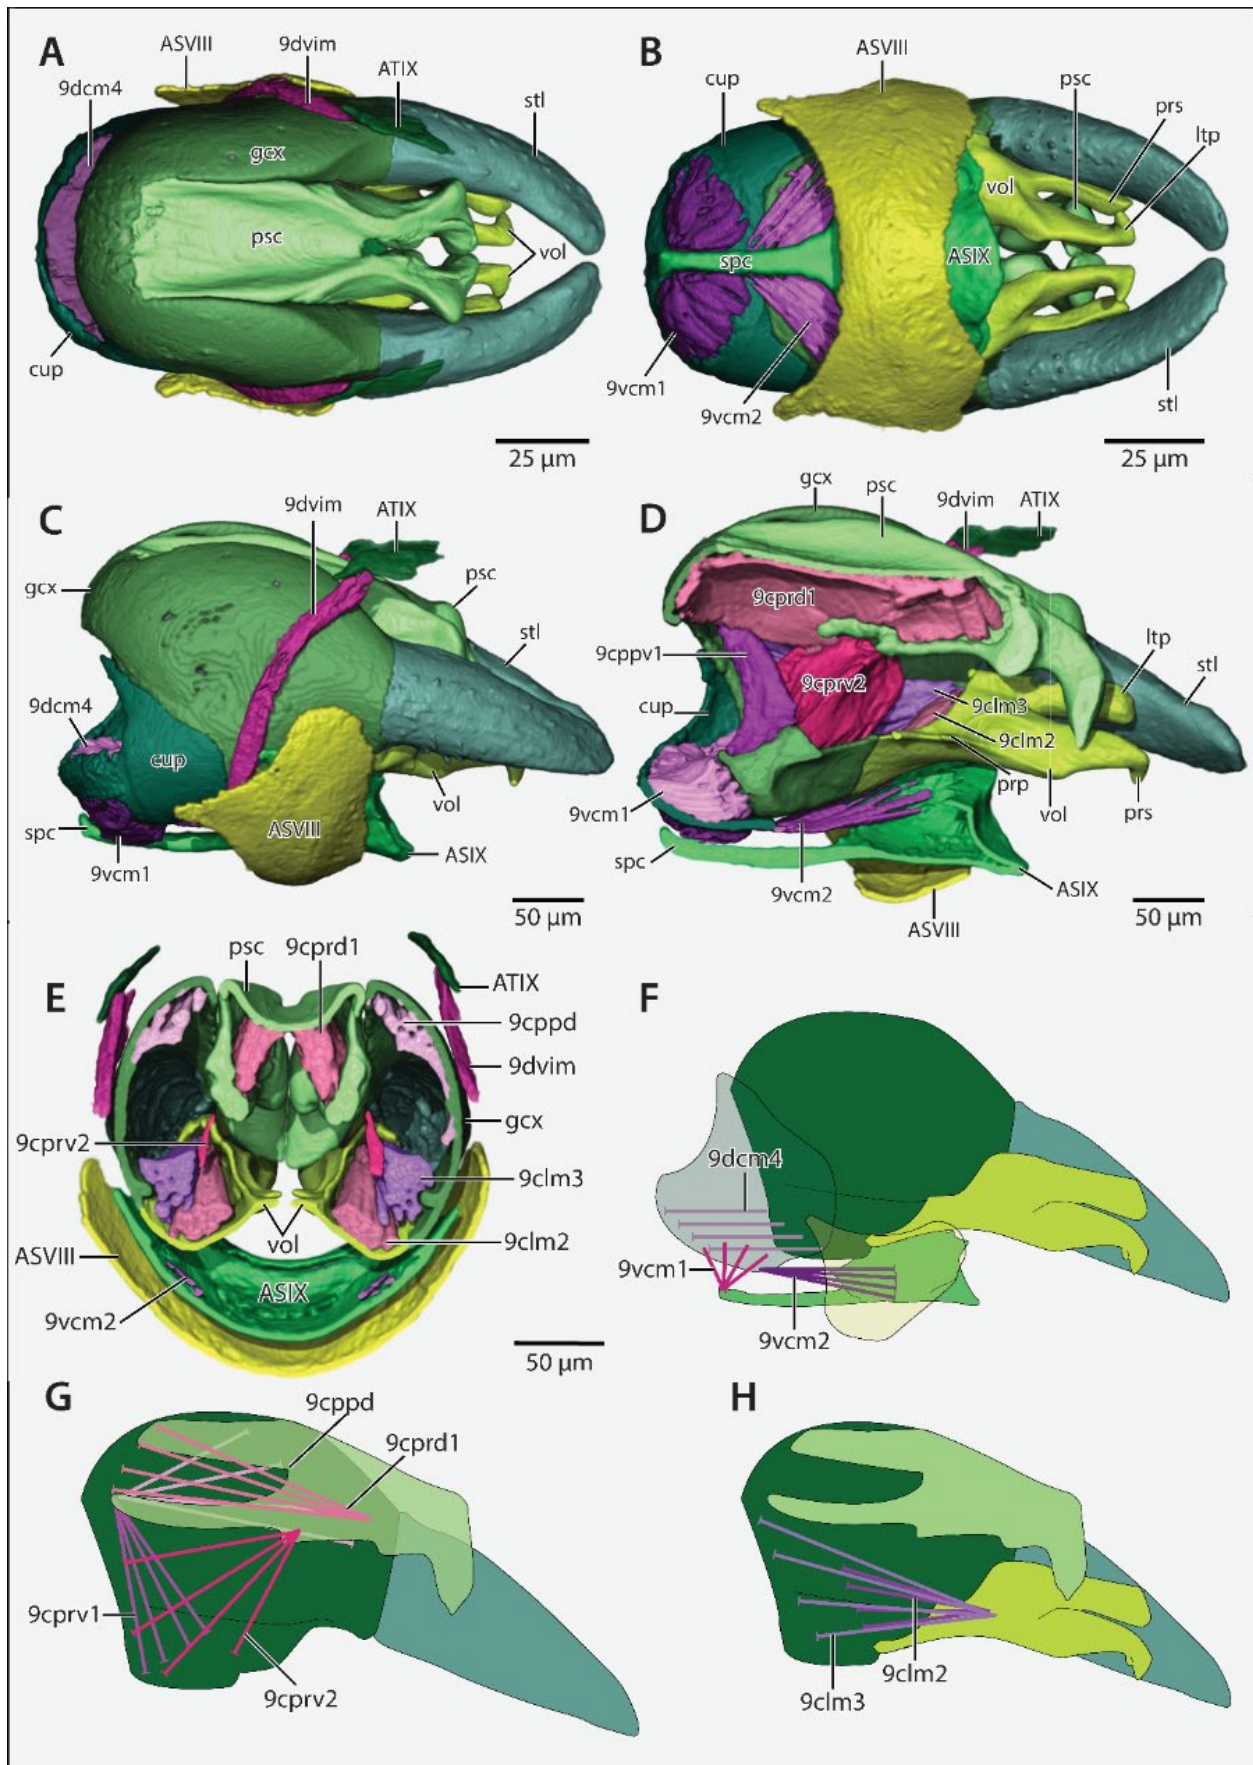 A
ASVIII
9dvim
ATIX
9dcm4
stl
gcx
psc
vol
cup
25 µm
B
ASVIII
cup
psc
prs
ltp
vol
spc
ASIX
9vcm1
9vcm2
stl
25 µm
C
9dvim
ATIX
gcx
psc
stl
9dcm4
cup
vol
spc
ASVIII
9vcm1
ASIX
50 µm
D
gcx
psc
9dvim
ATIX
9cprd1
9cppv1
ltp
stl
9cprv2
9clm3
cup
9clm2
prp
vol
prs
9vcm1
spc
9vcm2
ASIX
ASVIII
50 µm
E
psc
9cprd1
ATIX
9cppd
9dvim
gcx
9cprv2
9clm3
vol
9clm2
ASVIII
ASIX
9vcm2
50 µm
F
9dcm4
9vcm1
9vcm2
G
9cppd
9cprd1
9cprv1
9cprv2
H
9clm2
9clm3